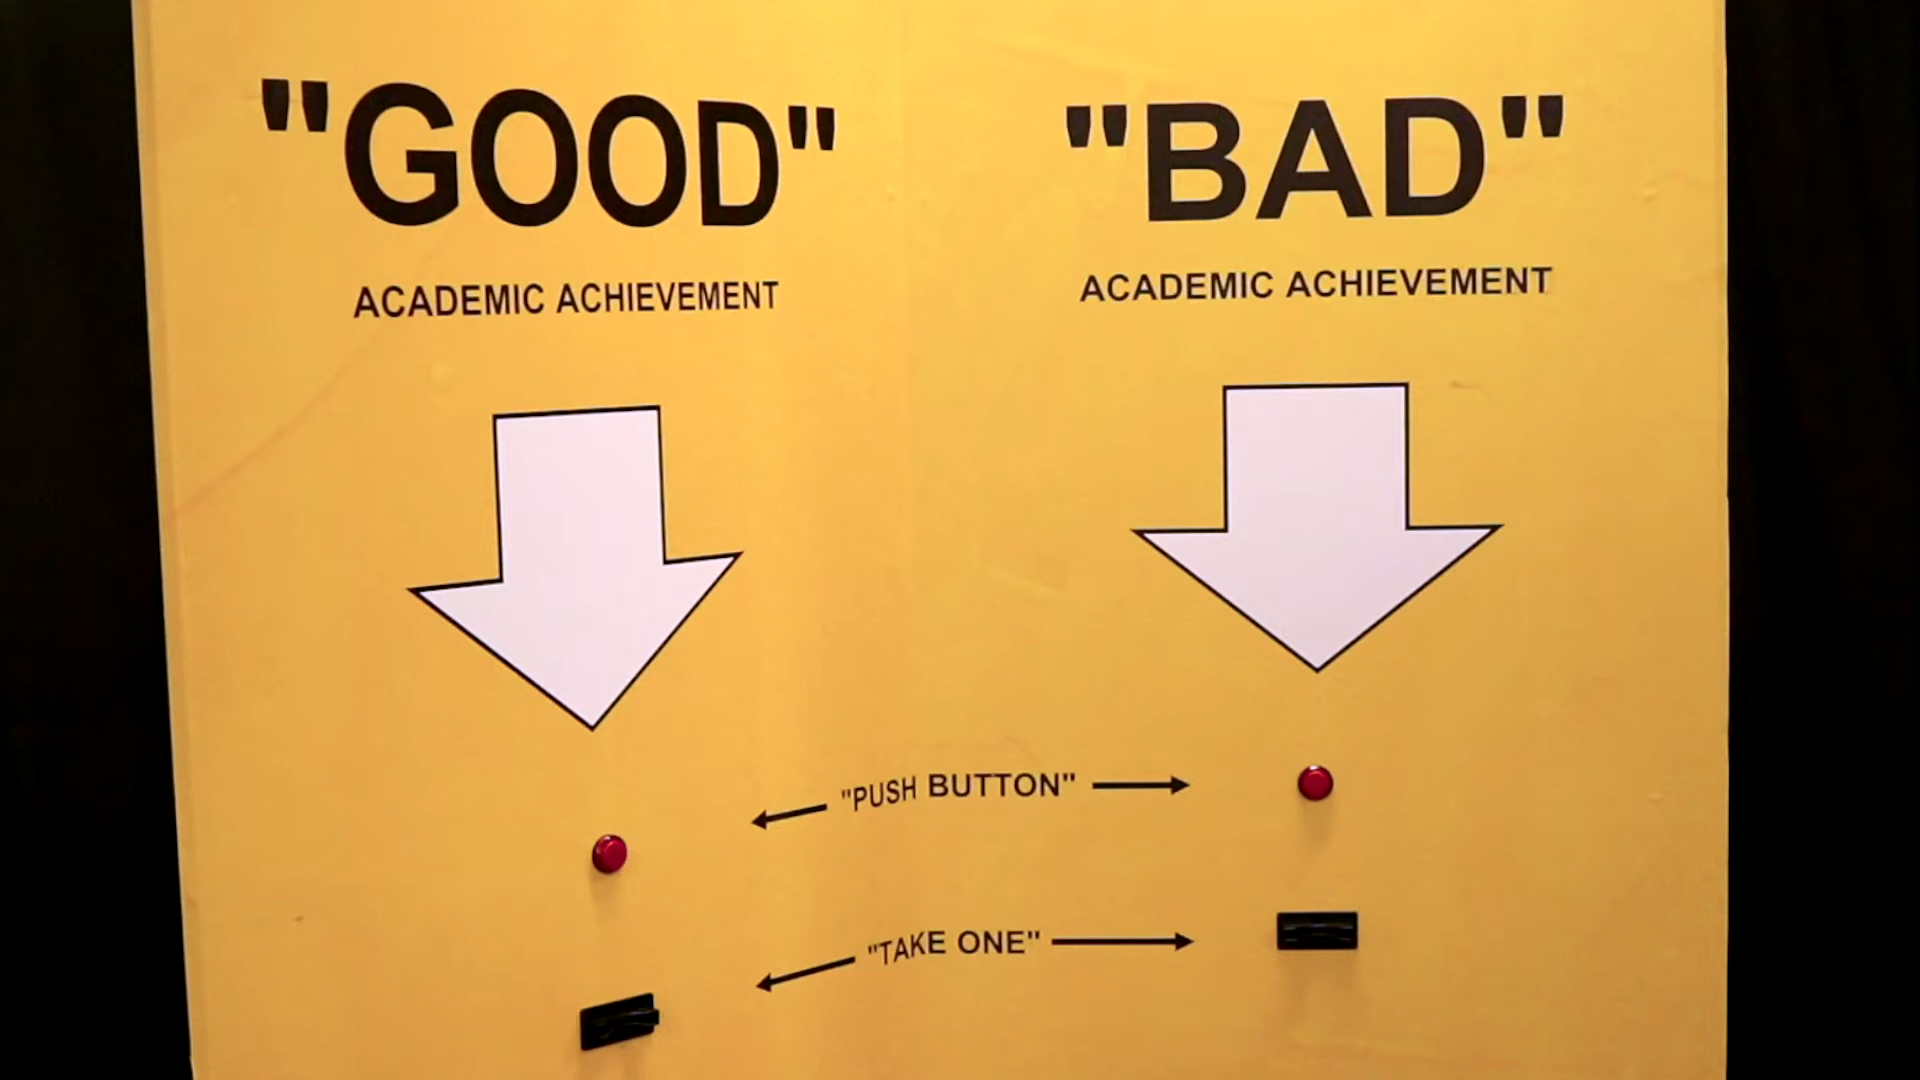 "GOOD"
ACADEMIC ACHIEVEMENT
"BAD"
ACADEMIC ACHIEVEMENT
"PUSH BUTTON"
"TAKE ONE"